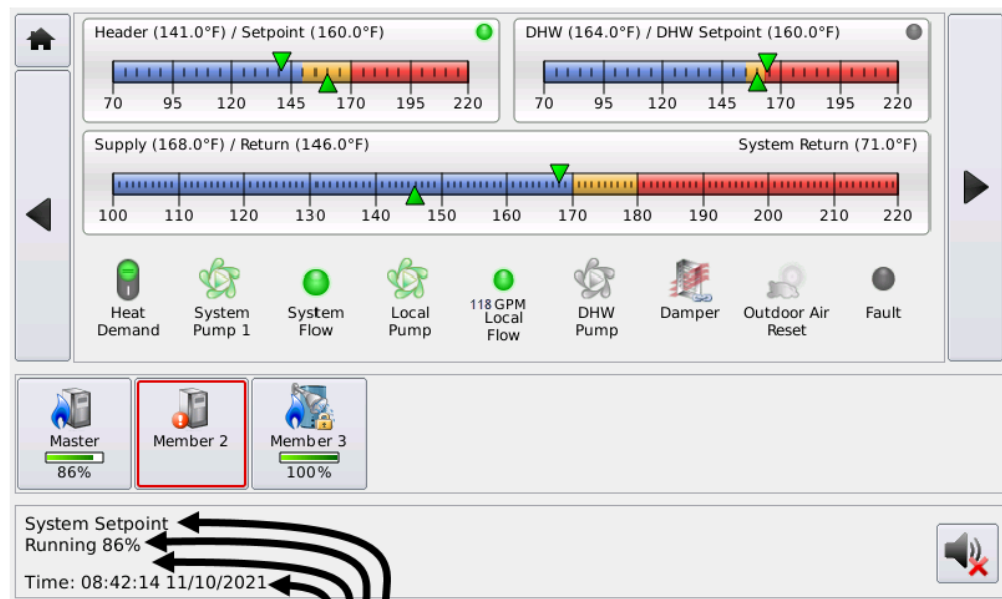 Header (141.0°F) / Setpoint (160.0°F)
70 95 120 145 170 195 220
DHW (164.0°F) / DHW Setpoint (160.0°F)
70 95 120 145 170 195 220
Supply (168.0°F) / Return (146.0°F) System Return (71.0°F)
100 110 120 130 140 150 160 170 180 190 200 210 220
Heat
Demand
System
Pump 1
System
Flow
Local
Pump
118 GPM
Local
Flow
DHW
Pump
Damper
Outdoor Air
Reset
Fault
Master
86%
Member 2
Member 3
100%
System Setpoint
Running 86%
Time: 08:42:14 11/10/2021